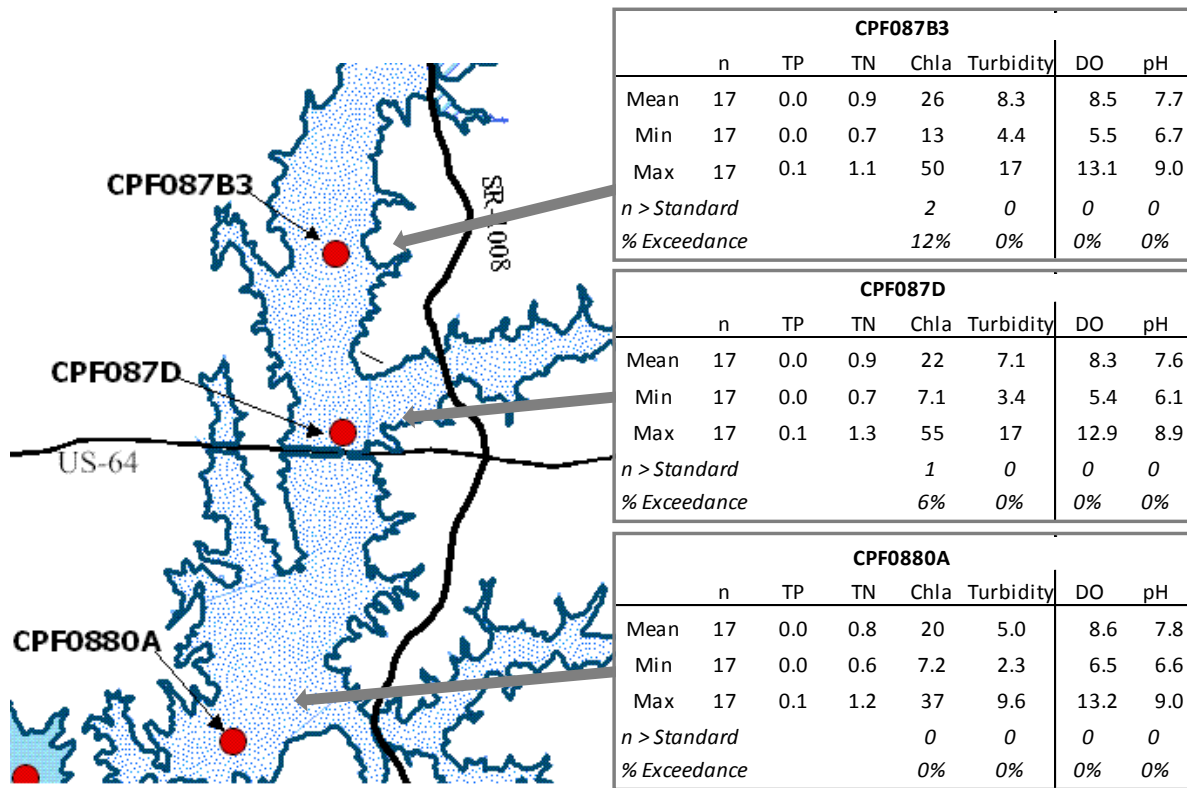 CPF087B3
SR-1008
CPF087D
US-64
CPF0880A
CPF087B3
n TP TN Chla Turbidity DO pH
Mean 17 0.0 0.9 26 8.3 8.5 7.7
Min 17 0.0 0.7 13 4.4 5.5 6.7
Max 17 0.1 1.1 50 17 13.1 9.0
n > Standard 2 0 0 0
% Exceedance 12% 0% 0% 0%
CPF087D
n TP TN Chla Turbidity DO pH
Mean 17 0.0 0.9 22 7.1 8.3 7.6
Min 17 0.0 0.7 7.1 3.4 5.4 6.1
Max 17 0.1 1.3 55 17 12.9 8.9
n > Standard 1 0 0 0
% Exceedance 6% 0% 0% 0%
CPF0880A
n TP TN Chla Turbidity DO pH
Mean 17 0.0 0.8 20 5.0 8.6 7.8
Min 17 0.0 0.6 7.2 2.3 6.5 6.6
Max 17 0.1 1.2 37 9.6 13.2 9.0
n > Standard 0 0 0 0
% Exceedance 0% 0% 0% 0%